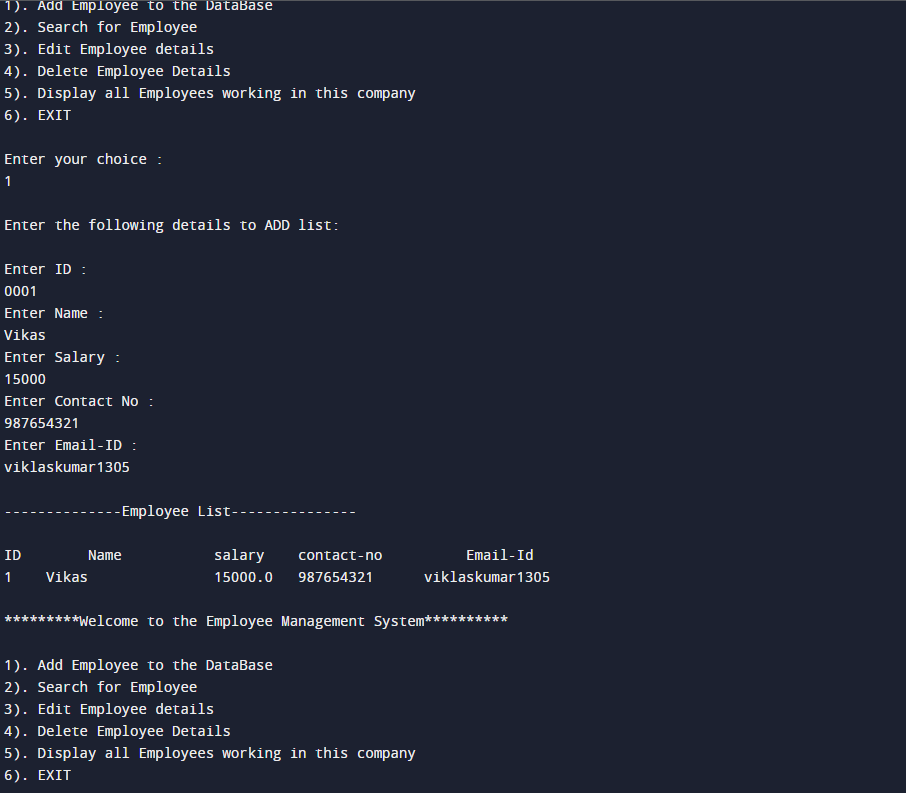 1). Add Employee to the DataBase
2). Search for Employee
3). Edit Employee details
4). Delete Employee Details
5). Display all Employees working in this company
6). EXIT
Enter your choice :
1
Enter the following details to ADD list:
Enter ID :
0001
Enter Name :
Vikas
Enter Salary :
15000
Enter Contact No :
987654321
Enter Email-ID :
viklaskumar1305
--------------Employee List---------------
ID        Name           salary    contact-no          Email-Id
1    Vikas               15000.0   987654321      viklaskumar1305
*********Welcome to the Employee Management System**********
1). Add Employee to the DataBase
2). Search for Employee
3). Edit Employee details
4). Delete Employee Details
5). Display all Employees working in this company
6). EXIT